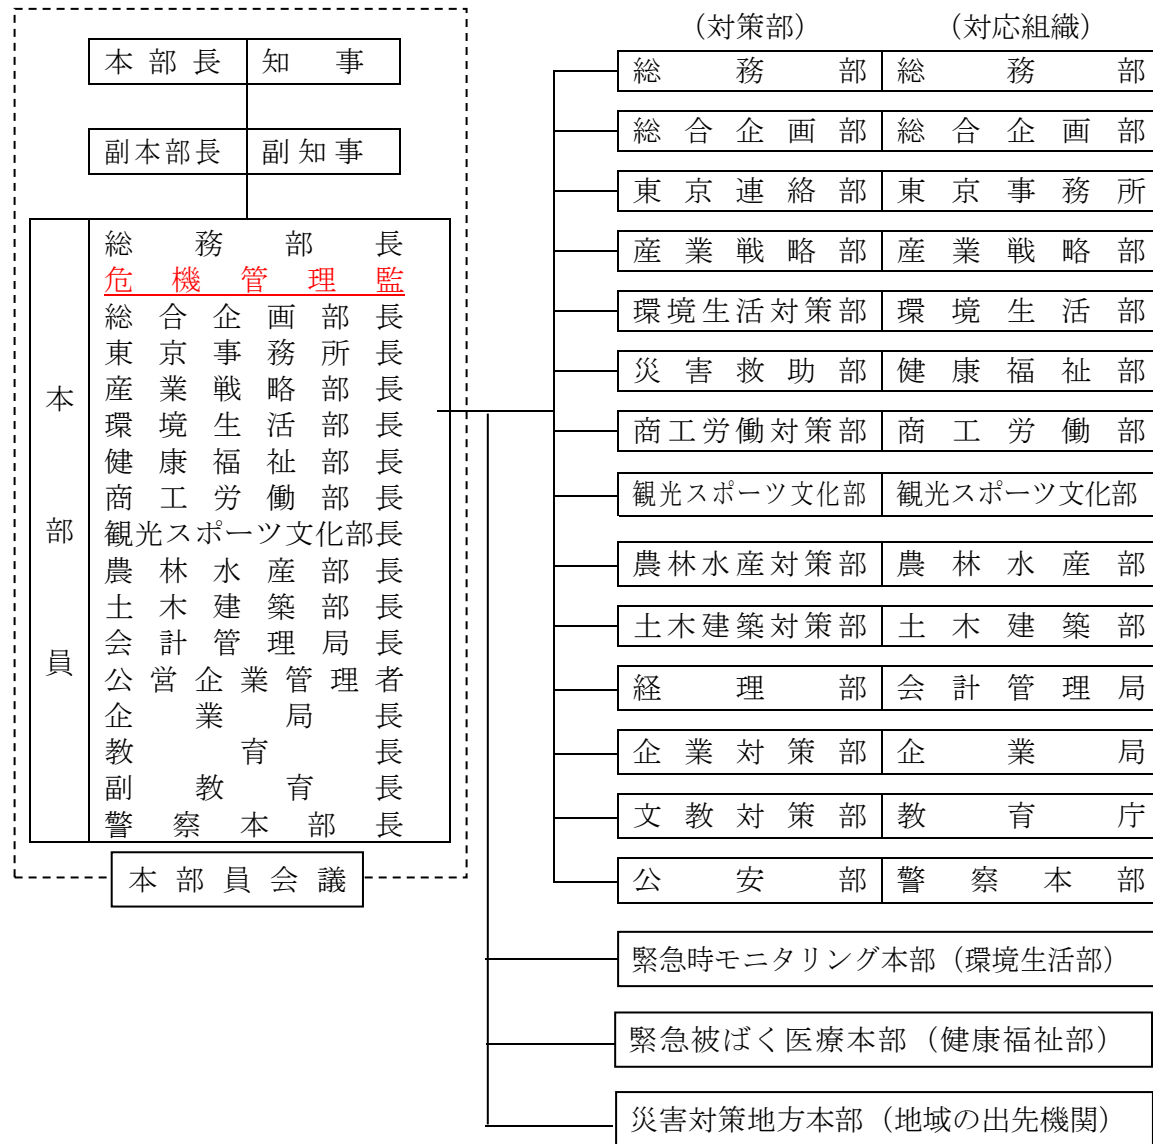 本部長 知事
副本部長 副知事
本部員
総務部長
危機管理監
総合企画部長
東京事務所長
産業戦略部長
環境生活部長
健康福祉部長
商工労働部長
観光スポーツ文化部長
農林水産部長
土木建築部長
会計管理局長
公営企業管理者
企業局長
教育長
副教育長
警察本部長
本部員会議
（対策部） （対応組織）
総務部 総務部
総合企画部 総合企画部
東京連絡部 東京事務所
産業戦略部 産業戦略部
環境生活対策部 環境生活部
災害救助部 健康福祉部
商工労働対策部 商工労働部
観光スポーツ文化部 観光スポーツ文化部
農林水産対策部 農林水産部
土木建築対策部 土木建築部
経理部 会計管理局
企業対策部 企業局
文教対策部 教育庁
公安部 警察本部
緊急時モニタリング本部（環境生活部）
緊急被ばく医療本部（健康福祉部）
災害対策地方本部（地域の出先機関）